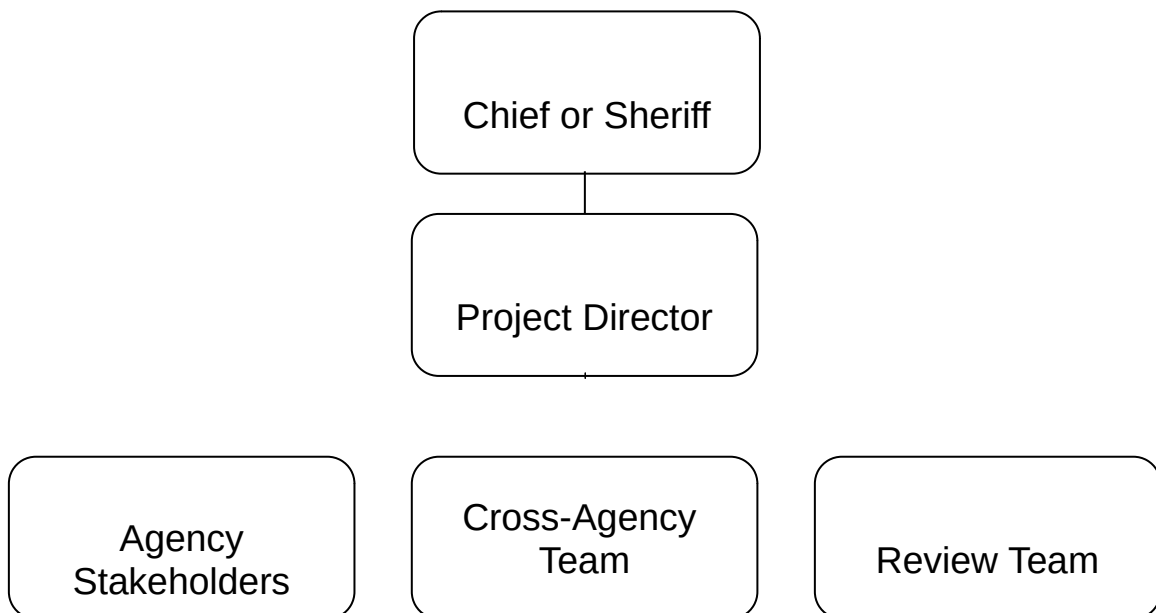 Chief or Sheriff
Project Director
Agency
Stakeholders
Cross-Agency
Team
Review Team